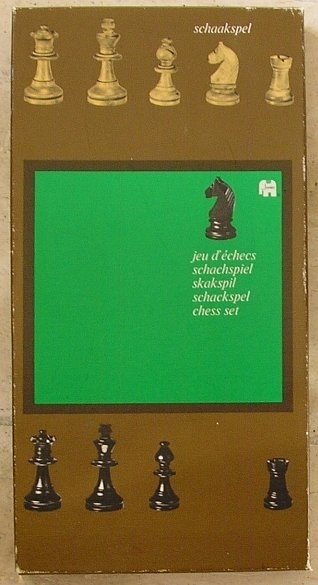 schaakspel
jeu d'échecs
schachspiel
skakspil
schackspel
chess set